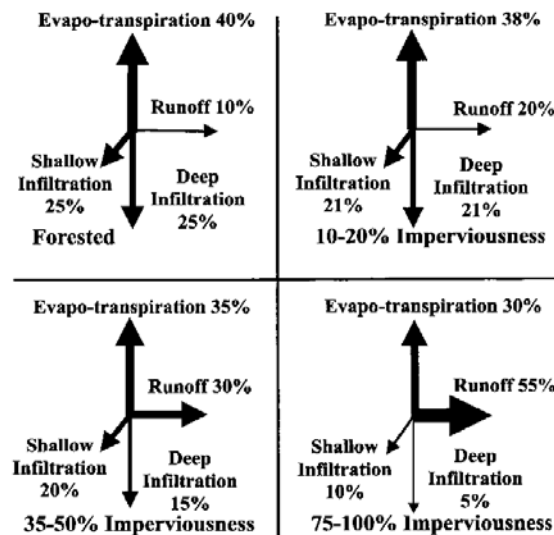 Evapo-transpiration 40%
Runoff 10%
Shallow
Infiltration
25%
Deep
Infiltration
25%
Forested
Evapo-transpiration 38%
Runoff 20%
Shallow
Infiltration
21%
Deep
Infiltration
21%
10-20% Imperviousness
Evapo-transpiration 35%
Runoff 30%
Shallow
Infiltration
20%
Deep
Infiltration
15%
35-50% Imperviousness
Evapo-transpiration 30%
Runoff 55%
Shallow
Infiltration
10%
Deep
Infiltration
5%
75-100% Imperviousness